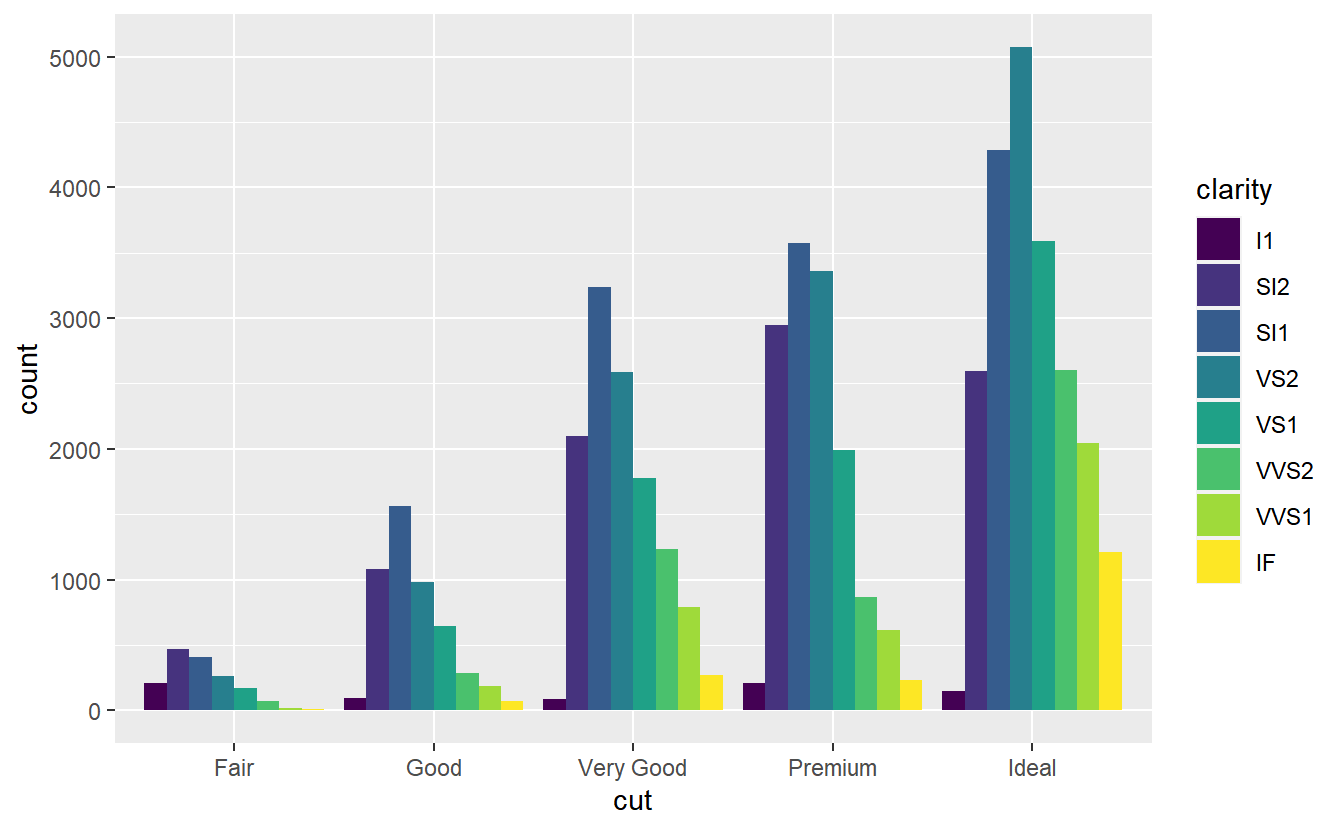 5000
4000
3000
2000
1000
0
count
Fair Good Very Good Premium Ideal
cut
clarity
I1
SI2
SI1
VS2
VS1
VVS2
VVS1
IF